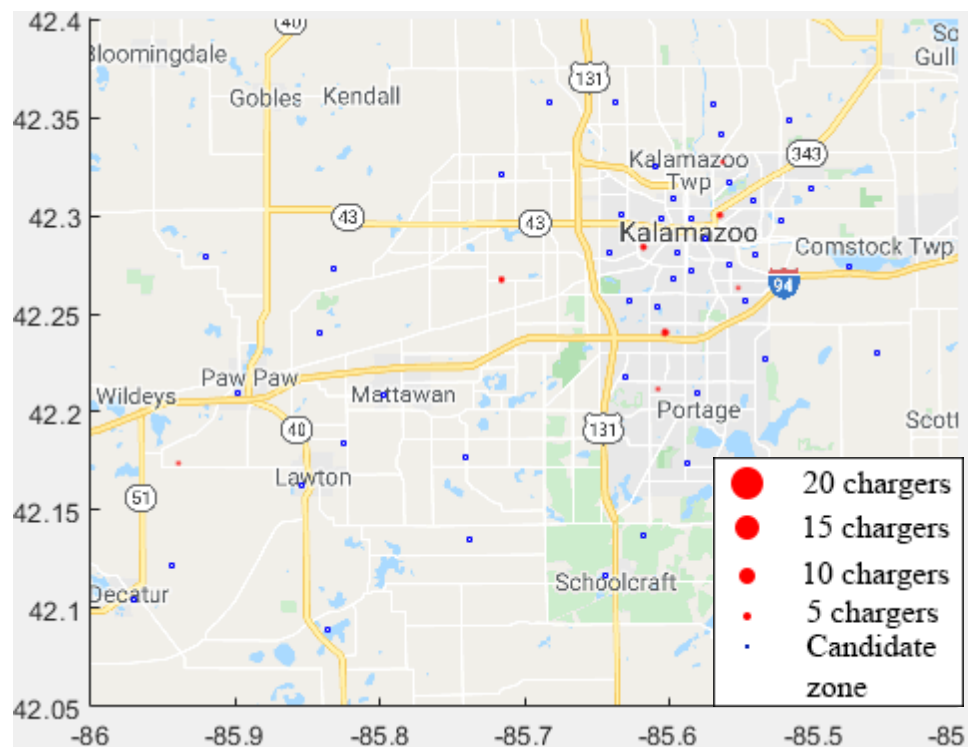 42.4
42.35
42.3
42.25
42.2
42.15
42.1
42.05
-86
-85.9
-85.8
-85.7
-85.6
-85.5
-85
40
Bloomingdale
Gobles
Kendall
131
So
Gull
343
Kalamazoo
Twp
43
43
Kalamazoo
Comstock Twp
94
Paw Paw
Wildeys
Mattawan
40
131
Portage
Scott
51
Lawton
Decatur
Schoolcraft
20 chargers
15 chargers
10 chargers
5 chargers
Candidate
zone